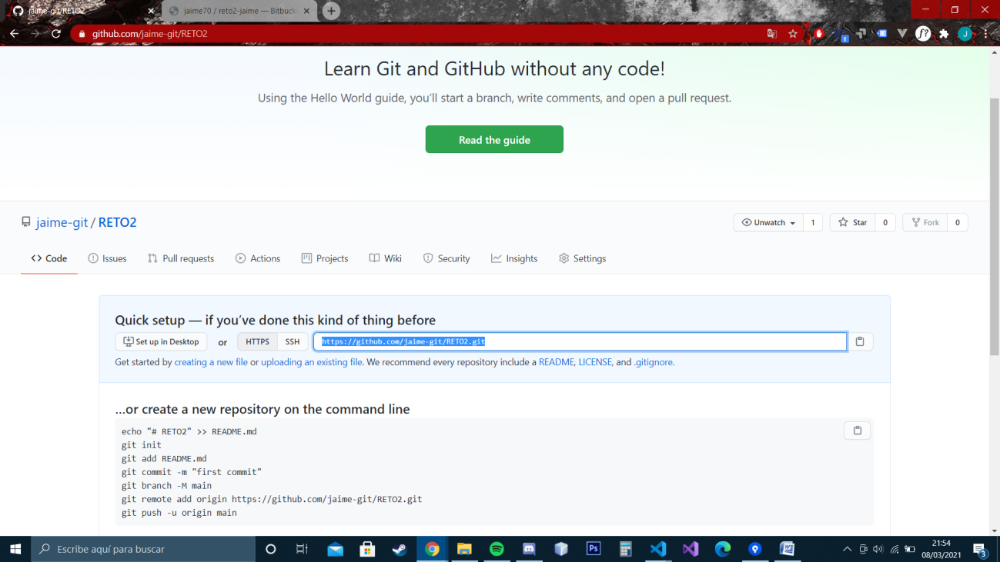 jaime-git/RETO2
jaime70 / reto2-jaime — Bitbuck
github.com/jaime-git/RETO2
1
f?
J
Learn Git and GitHub without any code!
Using the Hello World guide, you’ll start a branch, write comments, and open a pull request.
Read the guide
jaime-git / RETO2
Unwatch 1
Star 0
Fork 0
Code Issues Pull requests Actions Projects Wiki Security Insights Settings
Quick setup — if you’ve done this kind of thing before
Set up in Desktop or HTTPS SSH https://github.com/jaime-git/RETO2.git
Get started by creating a new file or uploading an existing file. We recommend every repository include a README, LICENSE, and .gitignore.
…or create a new repository on the command line
echo "# RETO2" >> README.md
git init
git add README.md
git commit -m "first commit"
git branch -M main
git remote add origin https://github.com/jaime-git/RETO2.git
git push -u origin main
Escribe aquí para buscar
Ps
21:54
08/03/2021
3